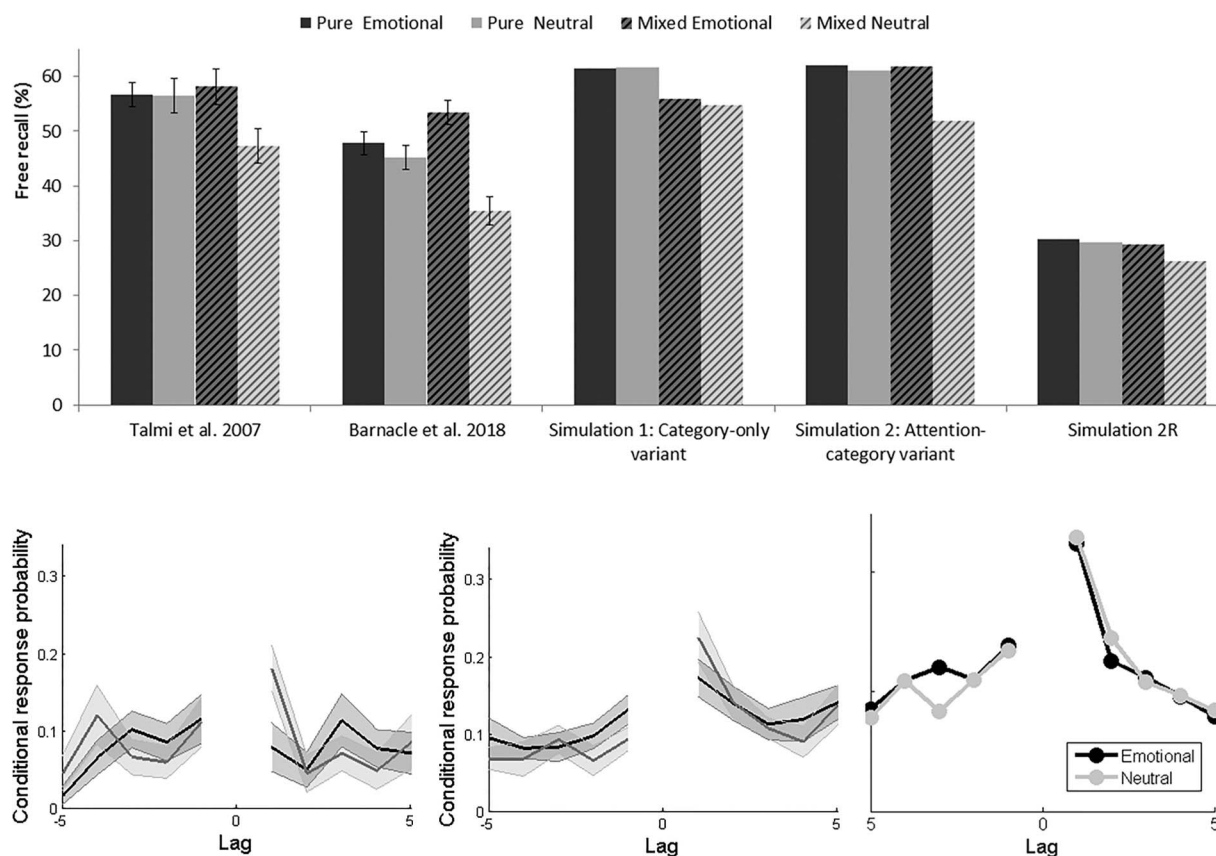 Pure Emotional Pure Neutral Mixed Emotional Mixed Neutral
Free recall (%)
60
50
40
30
20
10
0
Talmi et al. 2007
Barnacle et al. 2018
Simulation 1: Category-only
variant
Simulation 2: Attention-
category variant
Simulation 2R
Conditional response probability
0.3
0.2
0.1
0
-5 0 5
Lag
Conditional response probability
0.3
0.2
0.1
0
-5 0 5
Lag
Emotional
Neutral
5 0 5
Lag